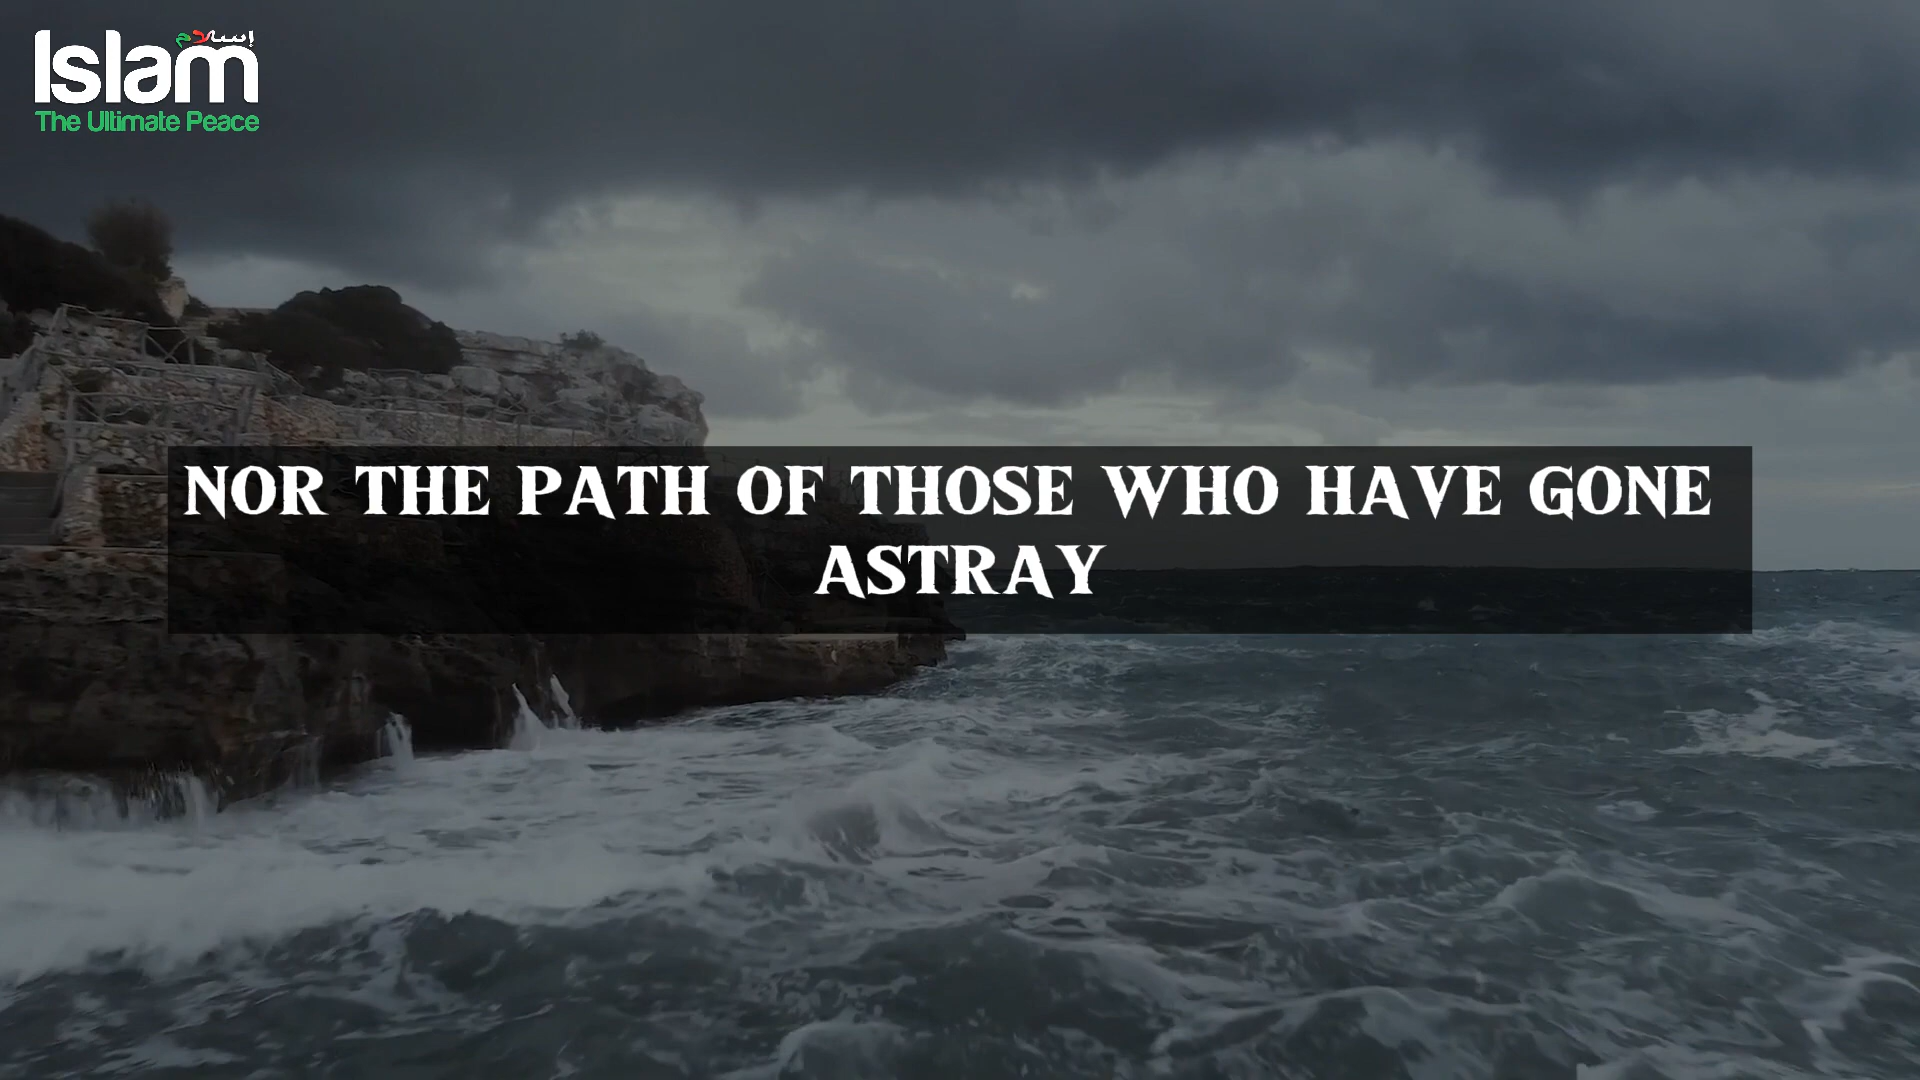 إسلام
Islam
The Ultimate Peace
NOR THE PATH OF THOSE WHO HAVE GONE
ASTRAY